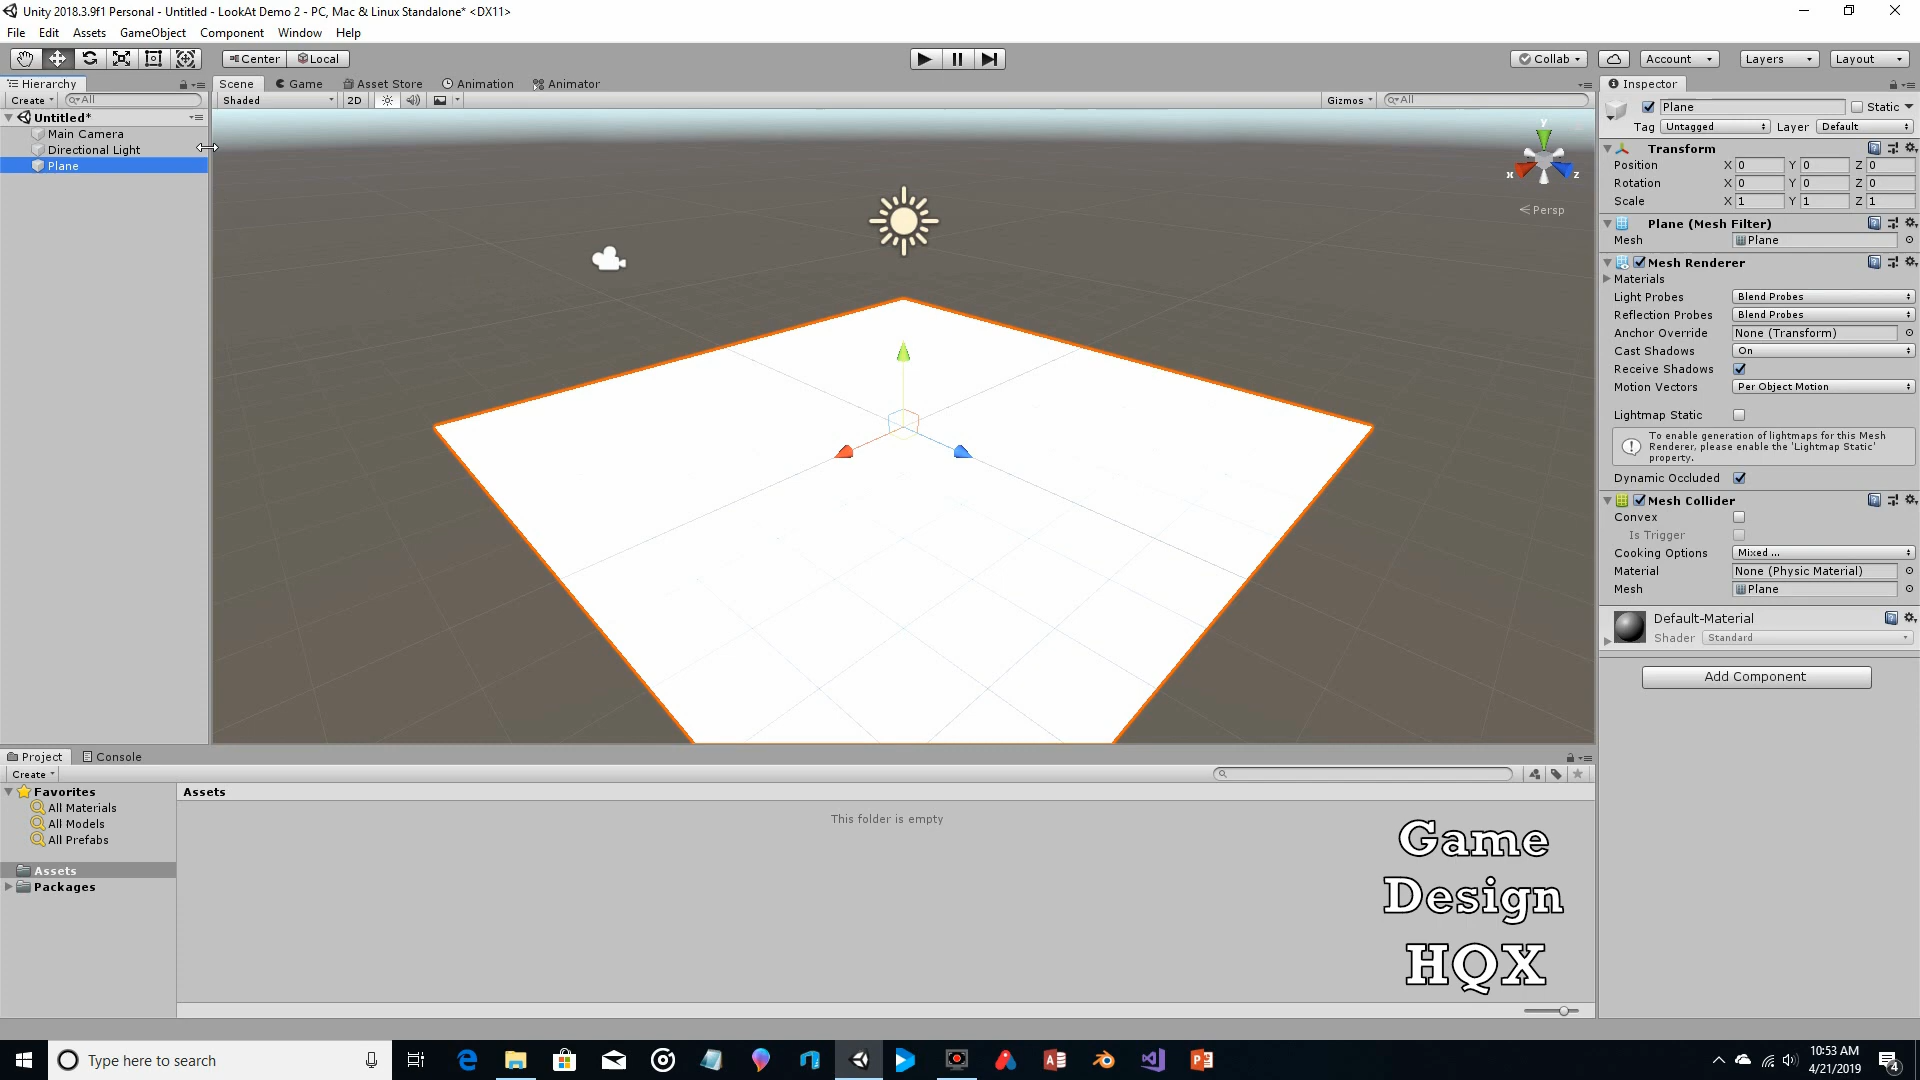 Unity 2018.3.9f1 Personal - Untitled - LookAt Demo 2 - PC, Mac & Linux Standalone* <DX11>
File Edit Assets GameObject Component Window Help
Center Local Collab Account Layers Layout
Hierarchy Scene Game Asset Store Animation Animator Inspector
Create All Shaded 2D Gizmos All
Untitled*
Main Camera
Directional Light
Plane
y
x
z
Persp
Plane Static
Tag Untagged Layer Default
Transform
Position X 0 Y 0 Z 0
Rotation X 0 Y 0 Z 0
Scale X 1 Y 1 Z 1
Plane (Mesh Filter)
Mesh Plane
Mesh Renderer
Materials
Light Probes Blend Probes
Reflection Probes Blend Probes
Anchor Override None (Transform)
Cast Shadows On
Receive Shadows
Motion Vectors Per Object Motion
Lightmap Static
To enable generation of lightmaps for this Mesh
Renderer, please enable the 'Lightmap Static'
property.
Dynamic Occluded
Mesh Collider
Convex
Is Trigger
Cooking Options Mixed ...
Material None (Physic Material)
Mesh Plane
Default-Material
Shader Standard
Add Component
Project Console
Create
Favorites
All Materials
All Models
All Prefabs
Assets
Packages
Assets
This folder is empty
Game
Design
HQX
Type here to search
10:53 AM
4/21/2019
4